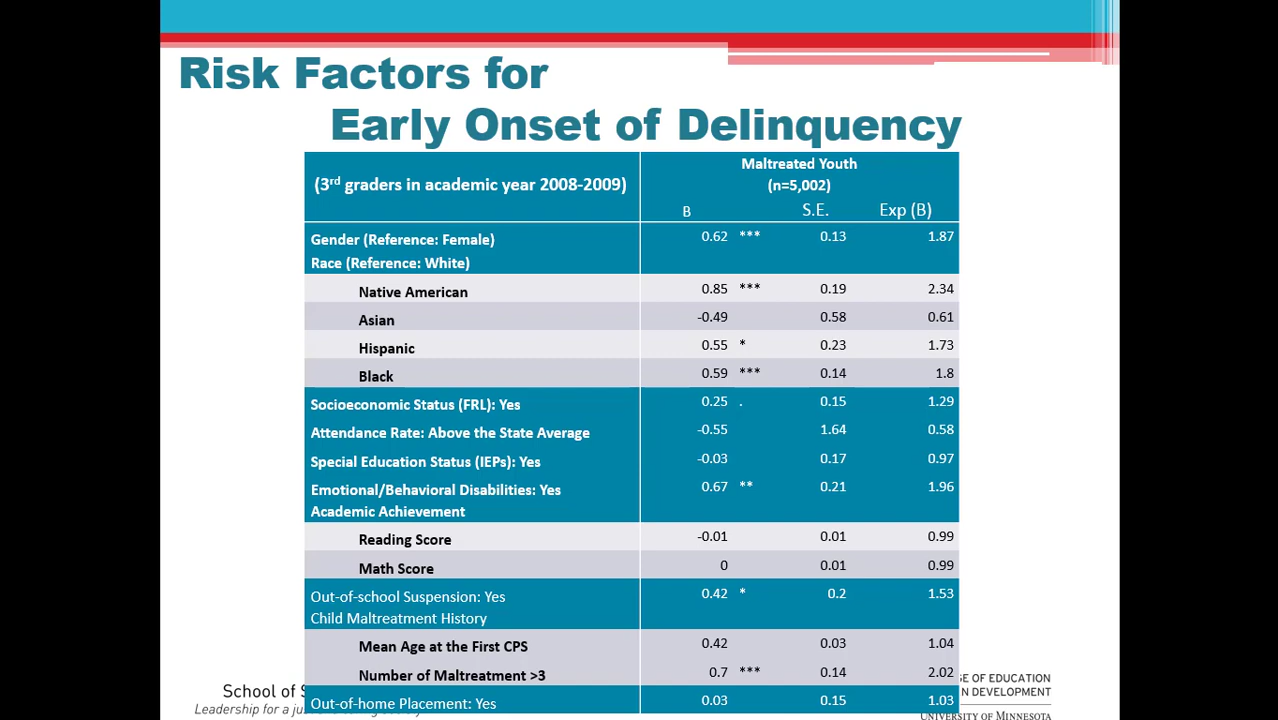 Risk Factors for
Early Onset of Delinquency
(3rd graders in academic year 2008-2009)
Maltreated Youth
(n=5,002)
B S.E. Exp (B)
Gender (Reference: Female) 0.62 *** 0.13 1.87
Race (Reference: White)
Native American 0.85 *** 0.19 2.34
Asian -0.49 0.58 0.61
Hispanic 0.55 * 0.23 1.73
Black 0.59 *** 0.14 1.8
Socioeconomic Status (FRL): Yes 0.25 . 0.15 1.29
Attendance Rate: Above the State Average -0.55 1.64 0.58
Special Education Status (IEPs): Yes -0.03 0.17 0.97
Emotional/Behavioral Disabilities: Yes 0.67 ** 0.21 1.96
Academic Achievement
Reading Score -0.01 0.01 0.99
Math Score 0 0.01 0.99
Out-of-school Suspension: Yes 0.42 * 0.2 1.53
Child Maltreatment History
Mean Age at the First CPS 0.42 0.03 1.04
Number of Maltreatment >3 0.7 *** 0.14 2.02
Out-of-home Placement: Yes 0.03 0.15 1.03
School of
Leadership for a
GE OF EDUCATION
N DEVELOPMENT
UNIVERSITY OF MINNESOTA